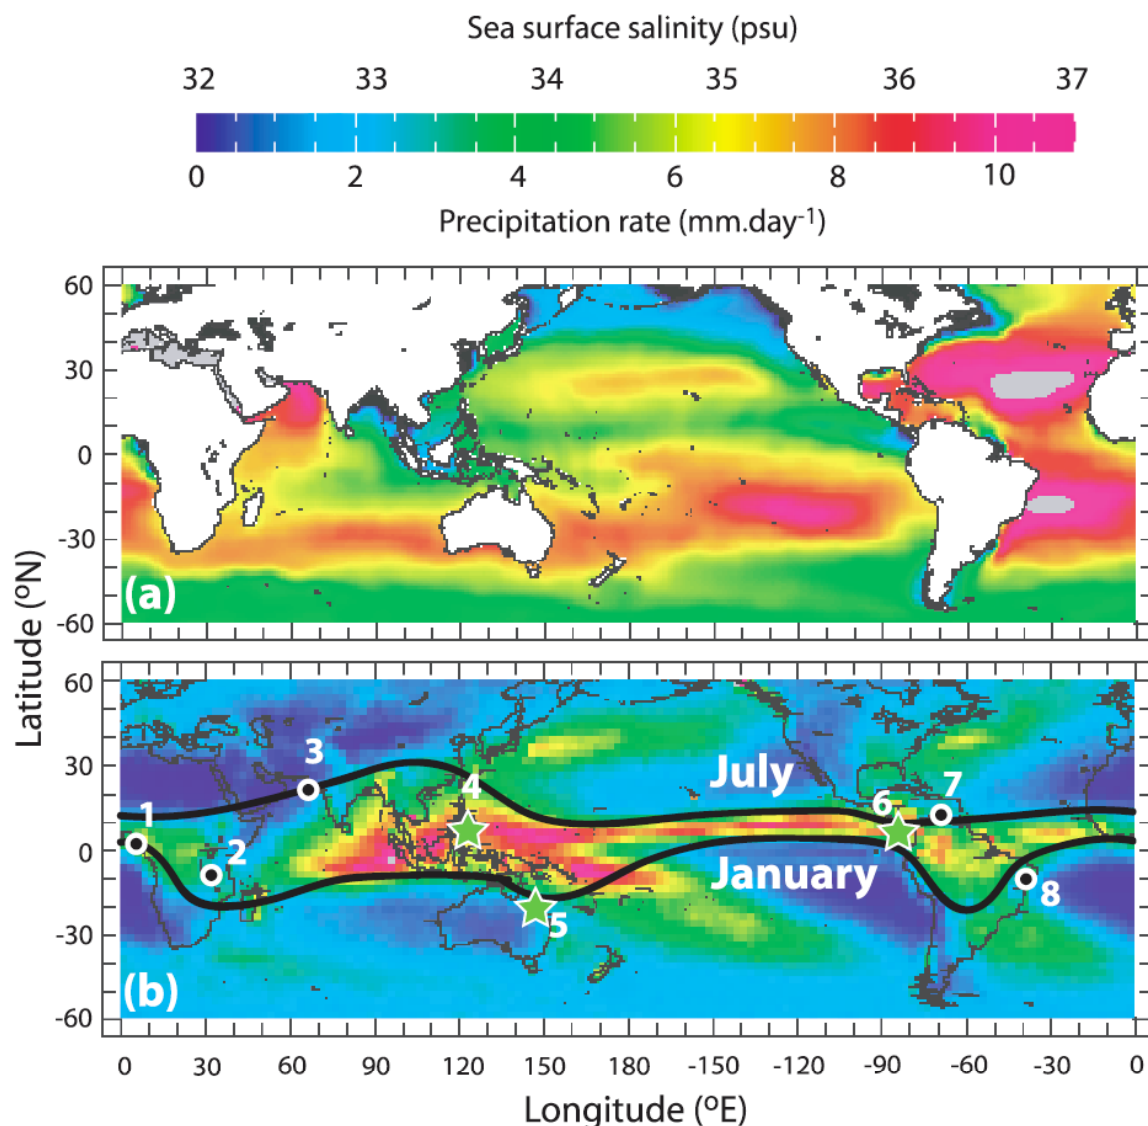 Sea surface salinity (psu)
32 33 34 35 36 37
0 2 4 6 8 10
Precipitation rate (mm.day-1)
60
30
0
-30
-60
(a)
Latitude (ºN)
60
30
0
-30
-60
3
4
July
6 7
1
2
January
8
5
(b)
0 30 60 90 123 150 180 -150 -120 -90 -60 -30 0
Longitude (ºE)